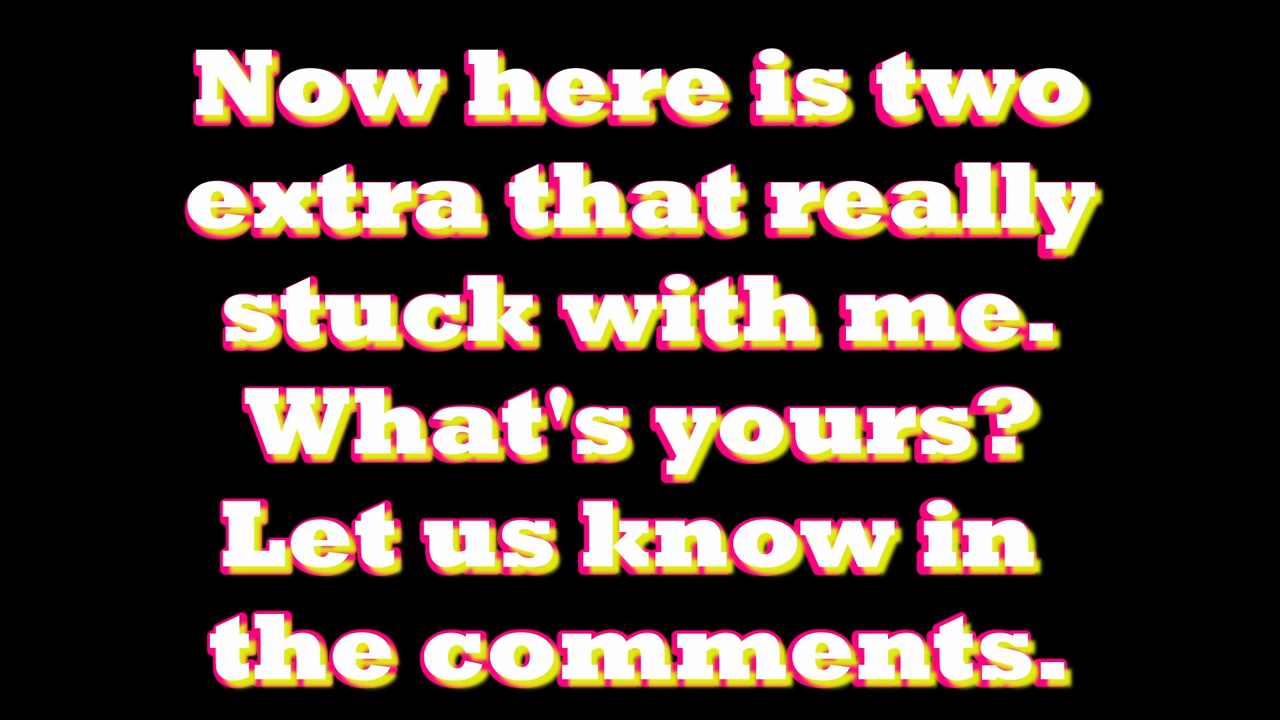 Now here is two
extra that really
stuck with me.
What's yours?
Let us know in
the comments.